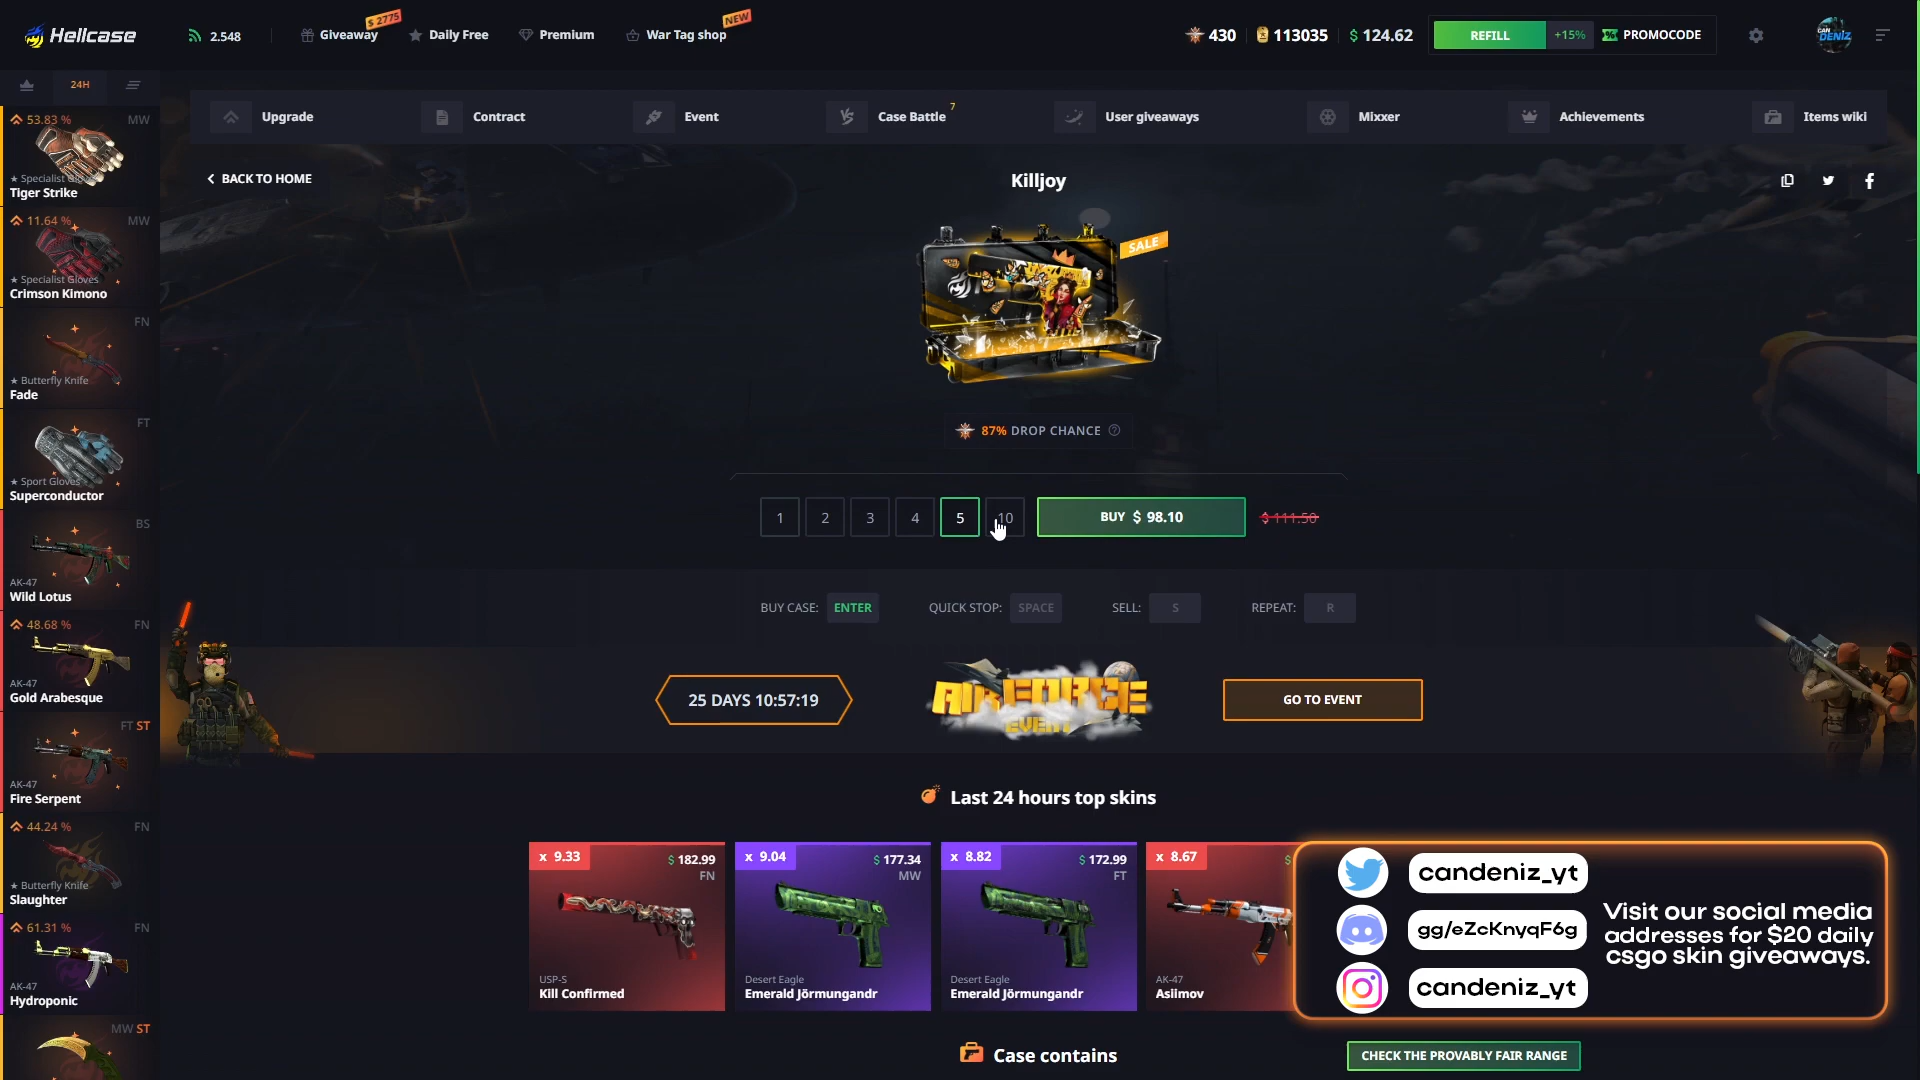 Hellcase
2.548
Giveaway
$ 2775
Daily Free
Premium
War Tag shop
NEW
430
113035
$ 124.62
REFILL
+15%
PROMOCODE
CAN DENİZ
24H
Upgrade
Contract
Event
Case Battle
7
User giveaways
Mixxer
Achievements
Items wiki
BACK TO HOME
Killjoy
SALE
87% DROP CHANCE
1
2
3
4
5
10
BUY $ 98.10
$ 111.50
BUY CASE: ENTER
QUICK STOP: SPACE
SELL: S
REPEAT: R
25 DAYS 10:57:19
AIR FORCE
EVENT
GO TO EVENT
Last 24 hours top skins
x 9.33
$ 182.99
FN
USP-S
Kill Confirmed
x 9.04
$ 177.34
MW
Desert Eagle
Emerald Jörmungandr
x 8.82
$ 172.99
FT
Desert Eagle
Emerald Jörmungandr
x 8.67
$
AK-47
Asiimov
candeniz_yt
gg/eZcKnyqF6g
candeniz_yt
Visit our social media
addresses for $20 daily
csgo skin giveaways.
Case contains
CHECK THE PROVABLY FAIR RANGE
53.83 %
MW
★ Specialist Gloves
Tiger Strike
11.64 %
MW
★ Specialist Gloves
Crimson Kimono
FN
★ Butterfly Knife
Fade
FT
★ Sport Gloves
Superconductor
BS
AK-47
Wild Lotus
48.68 %
FN
AK-47
Gold Arabesque
FT ST
AK-47
Fire Serpent
44.24 %
FN
★ Butterfly Knife
Slaughter
61.31 %
FN
AK-47
Hydroponic
MW ST